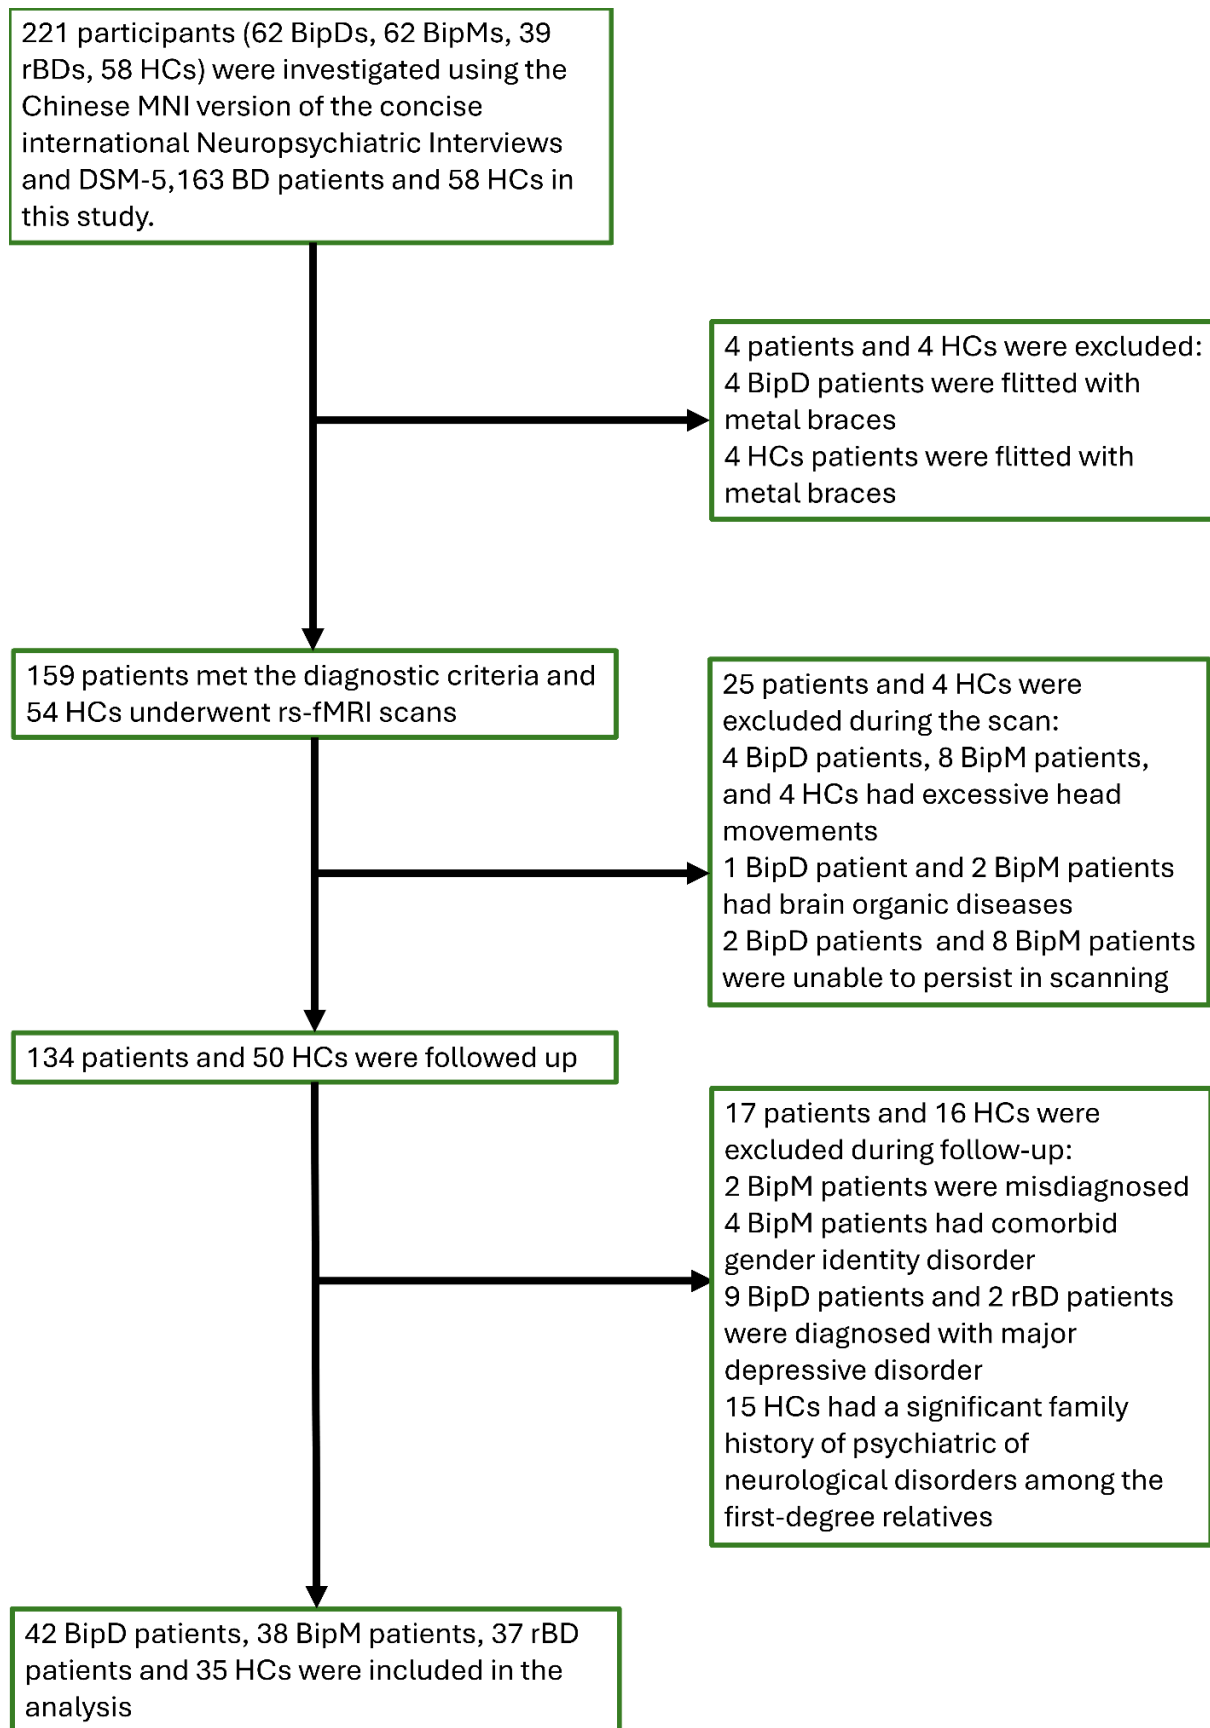 221 participants (62 BipDs, 62 BipMs, 39
rBDs, 58 HCs) were investigated using the
Chinese MNI version of the concise
international Neuropsychiatric Interviews
and DSM-5,163 BD patients and 58 HCs in
this study.
4 patients and 4 HCs were excluded:
4 BipD patients were flitted with
metal braces
4 HCs patients were flitted with
metal braces
159 patients met the diagnostic criteria and
54 HCs underwent rs-fMRI scans
25 patients and 4 HCs were
excluded during the scan:
4 BipD patients, 8 BipM patients,
and 4 HCs had excessive head
movements
1 BipD patient and 2 BipM patients
had brain organic diseases
2 BipD patients and 8 BipM patients
were unable to persist in scanning
134 patients and 50 HCs were followed up
17 patients and 16 HCs were
excluded during follow-up:
2 BipM patients were misdiagnosed
4 BipM patients had comorbid
gender identity disorder
9 BipD patients and 2 rBD patients
were diagnosed with major
depressive disorder
15 HCs had a significant family
history of psychiatric of
neurological disorders among the
first-degree relatives
42 BipD patients, 38 BipM patients, 37 rBD
patients and 35 HCs were included in the
analysis